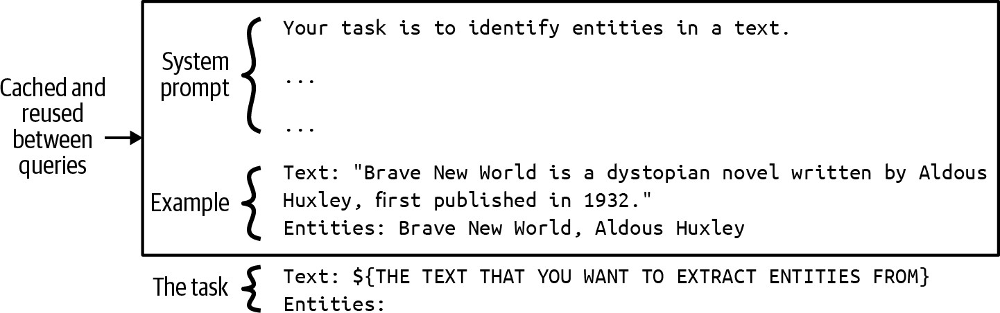 Your task is to identify entities in a text.
System
prompt
...
...
Cached and
reused
between
queries
Text: "Brave New World is a dystopian novel written by Aldous
Huxley, first published in 1932."
Entities: Brave New World, Aldous Huxley
Example
The task
Text: ${THE TEXT THAT YOU WANT TO EXTRACT ENTITIES FROM}
Entities: